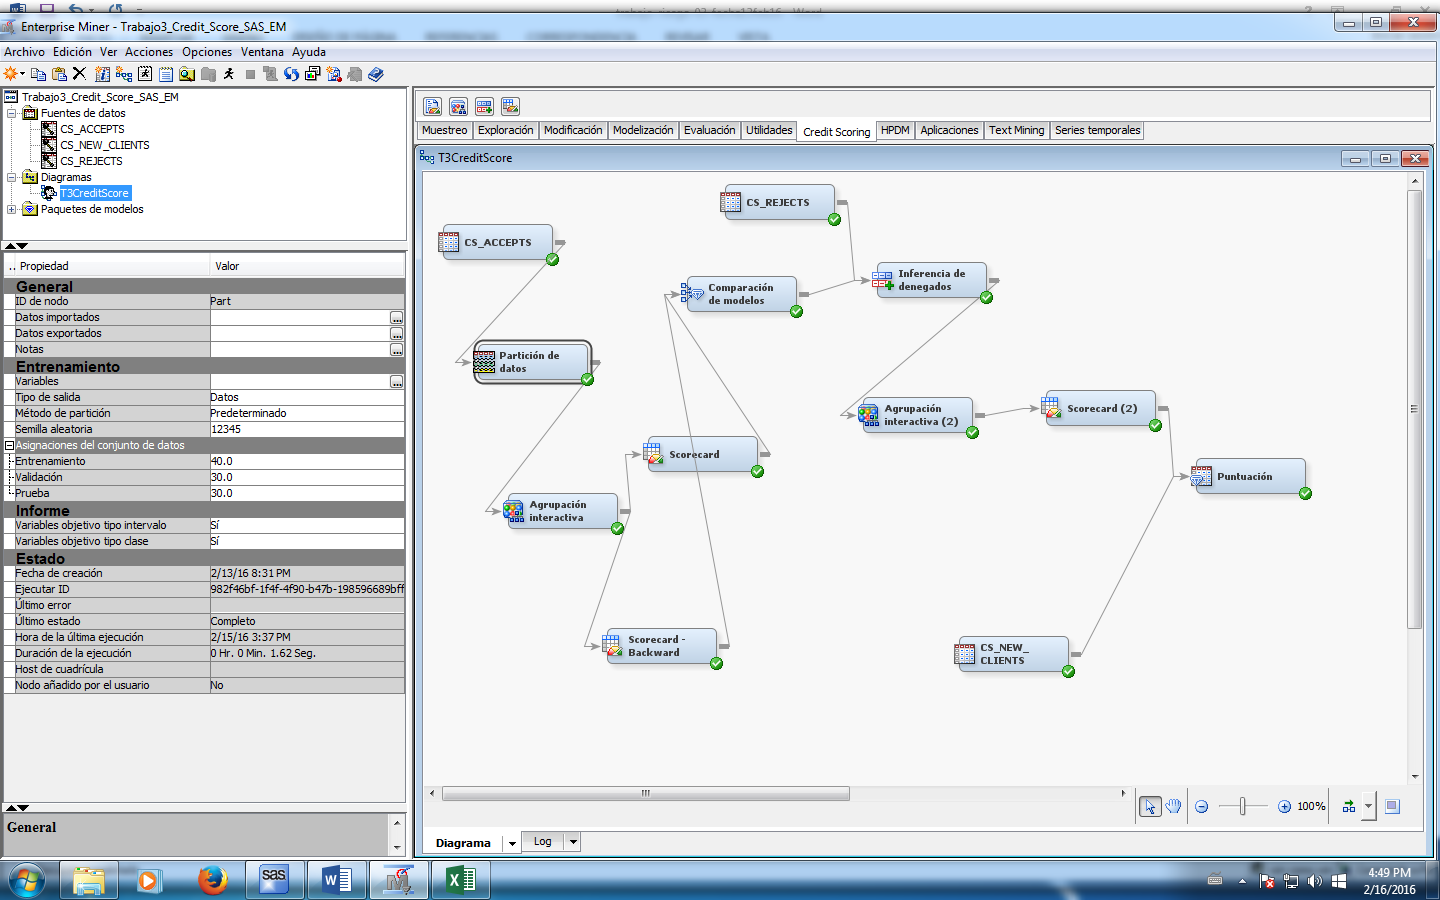 Enterprise Miner - Trabajo3_Credit_Score_SAS_EM
Archivo Edición Ver Acciones Opciones Ventana Ayuda
Trabajo3_Credit_Score_SAS_EM
Fuentes de datos
CS_ACCEPTS
CS_NEW_CLIENTS
CS_REJECTS
Diagramas
T3CreditScore
Paquetes de modelos
.. Propiedad Valor
General
ID de nodo Part
Datos importados ...
Datos exportados ...
Notas ...
Entrenamiento
Variables ...
Tipo de salida Datos
Método de partición Predeterminado
Semilla aleatoria 12345
Asignaciones del conjunto de datos
Entrenamiento 40.0
Validación 30.0
Prueba 30.0
Informe
Variables objetivo tipo intervalo Sí
Variables objetivo tipo clase Sí
Estado
Fecha de creación 2/13/16 8:31 PM
Ejecutar ID 982f46bf-1f4f-4f90-b47b-198596689bff
Último error
Último estado Completo
Hora de la última ejecución 2/15/16 3:37 PM
Duración de la ejecución 0 Hr. 0 Min. 1.62 Seg.
Host de cuadrícula
Nodo añadido por el usuario No
General
Muestreo Exploración Modificación Modelización Evaluación Utilidades Credit Scoring HPDM Aplicaciones Text Mining Series temporales
T3CreditScore
CS_REJECTS
CS_ACCEPTS
Comparación
de modelos
Inferencia de
denegados
Partición de
datos
Agrupación
interactiva (2)
Scorecard (2)
Scorecard
Puntuación
Agrupación
interactiva
Scorecard -
Backward
CS_NEW_
CLIENTS
100%
Diagrama Log
4:49 PM
2/16/2016